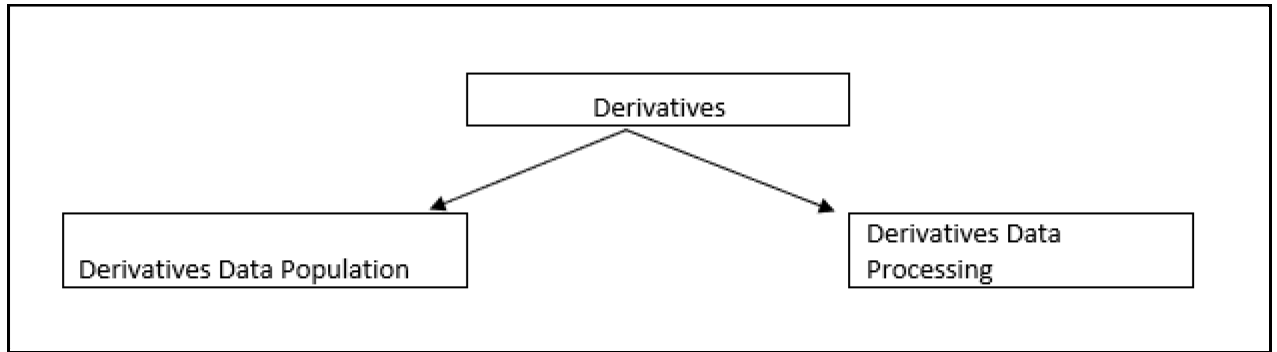 Derivatives
Derivatives Data Population
Derivatives Data
Processing